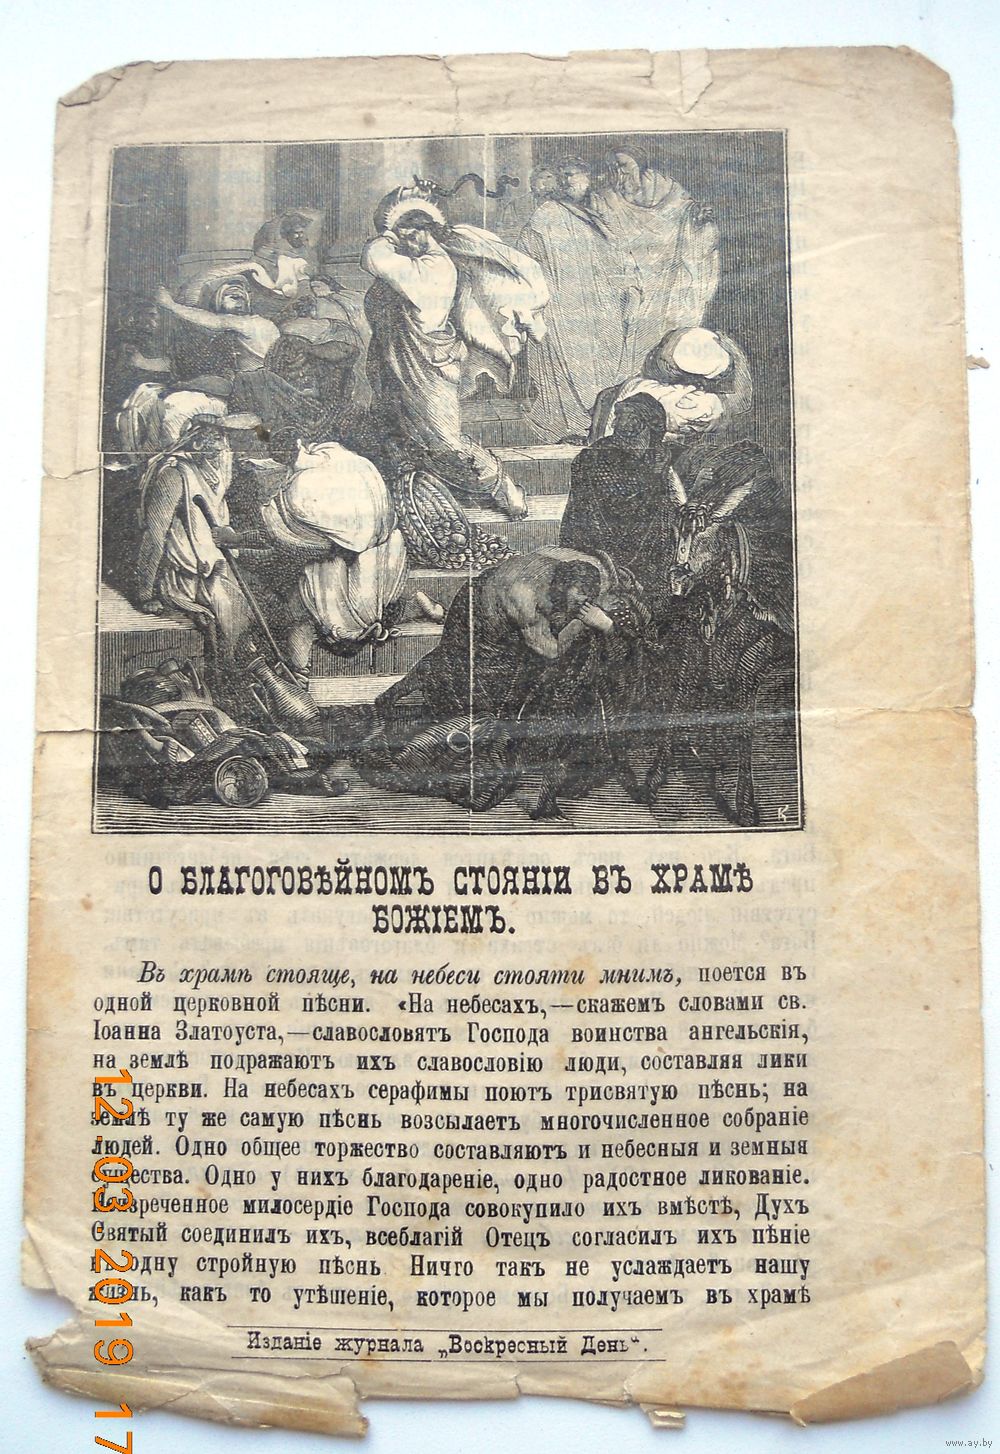 О БЛАГОГОВѢЙНОМЪ СТОЯНІИ ВЪ ХРАМѢ
БОЖІЕМЪ.
Въ храмѣ стояще, на небеси стояти мнимъ, поется въ
одной церковной пѣсни. «На небесахъ,—скажемъ словами св.
Іоанна Златоуста,—славословятъ Господа воинства ангельскія,
на землѣ подражаютъ ихъ славословію люди, составляя лики
въ церкви. На небесахъ серафимы поютъ трисвятую пѣснь; на
землѣ ту же самую пѣснь возсылаетъ многочисленное собраніе
людей. Одно общее торжество составляютъ и небесныя и земныя
существа. Одно у нихъ благодареніе, одно радостное ликованіе.
Неизреченное милосердіе Господа совокупило ихъ вмѣстѣ, Духъ
Святый соединилъ ихъ, всеблагій Отецъ согласилъ ихъ пѣніе
въ одну стройную пѣснь. Ничто такъ не услаждаетъ нашу
жизнь, какъ то утѣшеніе, которое мы получаемъ въ храмѣ
Изданіе журнала „Воскресный День“.
12.03.2019 17
www.ay.by